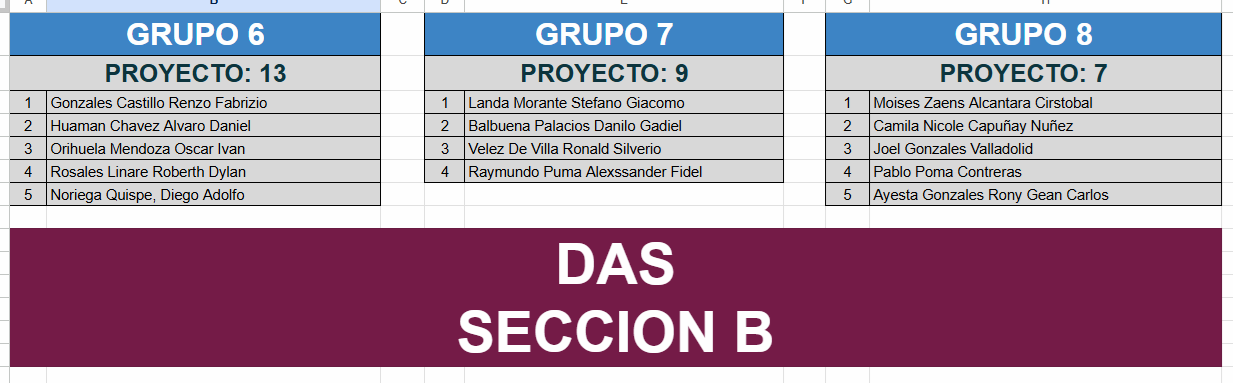 A B C D E F G H
GRUPO 6 GRUPO 7 GRUPO 8
PROYECTO: 13 PROYECTO: 9 PROYECTO: 7
1 Gonzales Castillo Renzo Fabrizio 1 Landa Morante Stefano Giacomo 1 Moises Zaens Alcantara Cirstobal
2 Huaman Chavez Alvaro Daniel 2 Balbuena Palacios Danilo Gadiel 2 Camila Nicole Capuñay Nuñez
3 Orihuela Mendoza Oscar Ivan 3 Velez De Villa Ronald Silverio 3 Joel Gonzales Valladolid
4 Rosales Linare Roberth Dylan 4 Raymundo Puma Alexssander Fidel 4 Pablo Poma Contreras
5 Noriega Quispe, Diego Adolfo 5 Ayesta Gonzales Rony Gean Carlos
DAS
SECCION B